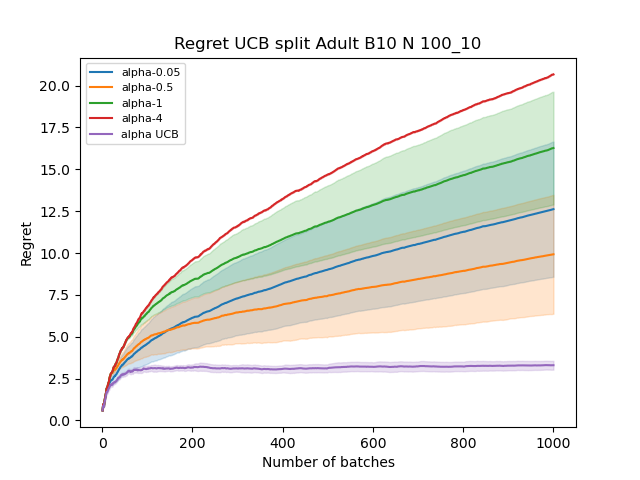 Regret UCB split Adult B10 N 100_10
alpha-0.05
alpha-0.5
alpha-1
alpha-4
alpha UCB
20.0
17.5
15.0
12.5
10.0
7.5
5.0
2.5
0.0
Regret
0 200 400 600 800 1000
Number of batches